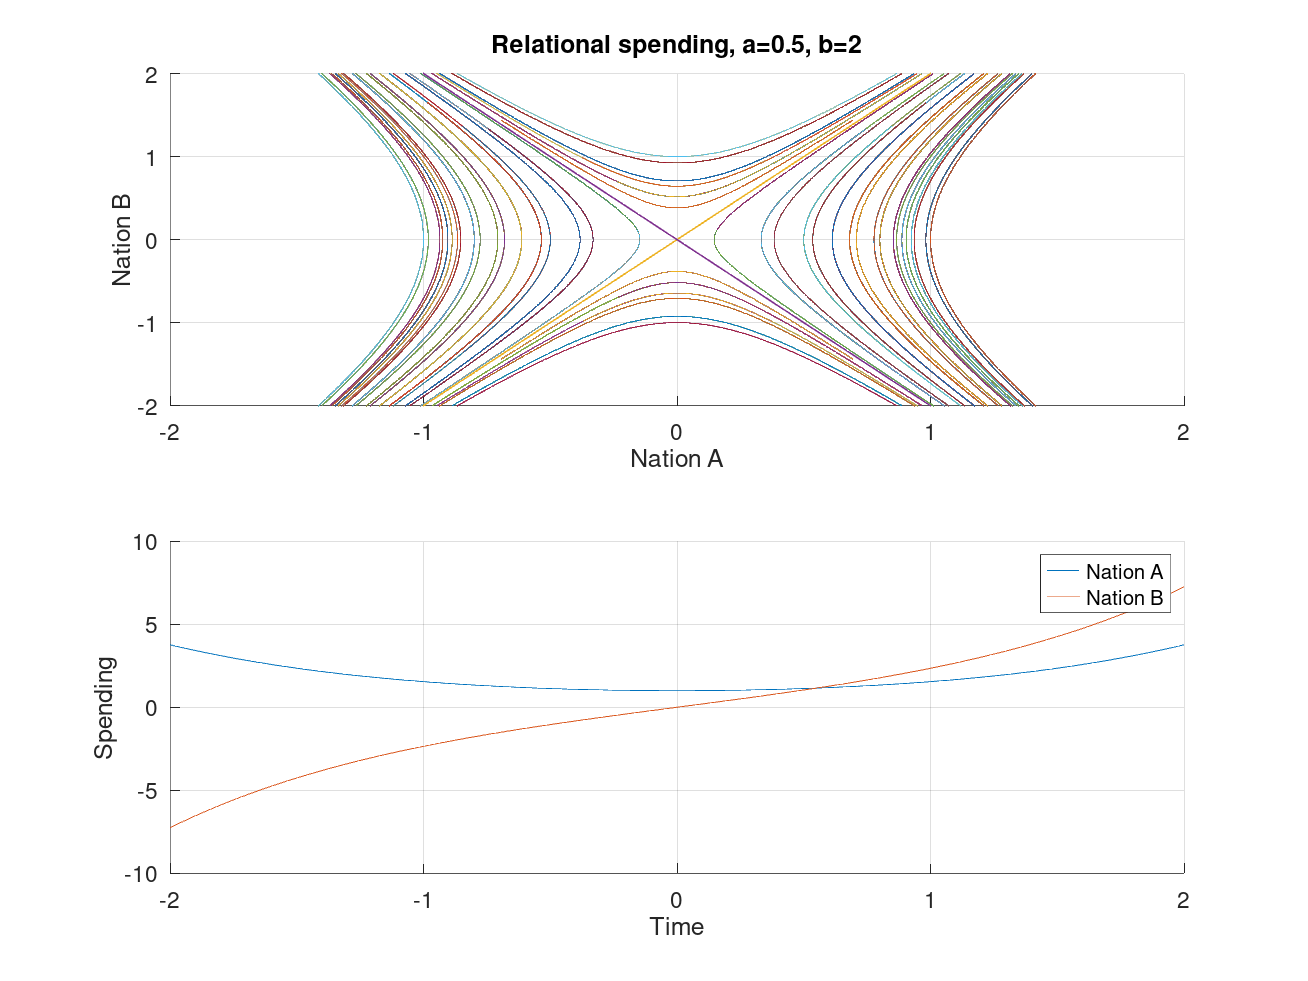 Relational spending, a=0.5, b=2
2
1
0
-1
-2
Nation B
-2 -1 0 1 2
Nation A
10
5
0
-5
-10
Spending
Nation A
Nation B
-2 -1 0 1 2
Time